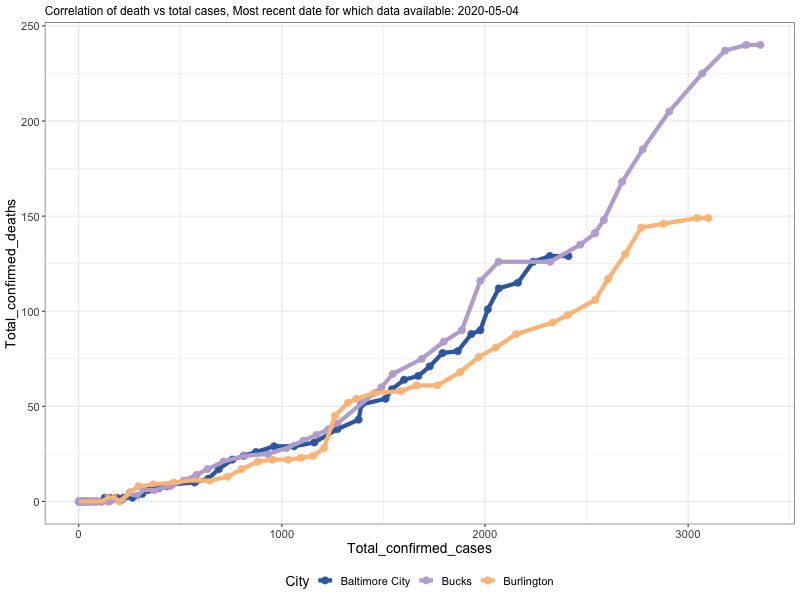 Correlation of death vs total cases, Most recent date for which data available: 2020-05-04
250
200
150
100
50
0
Total_confirmed_deaths
0 1000 2000 3000
Total_confirmed_cases
City Baltimore City Bucks Burlington